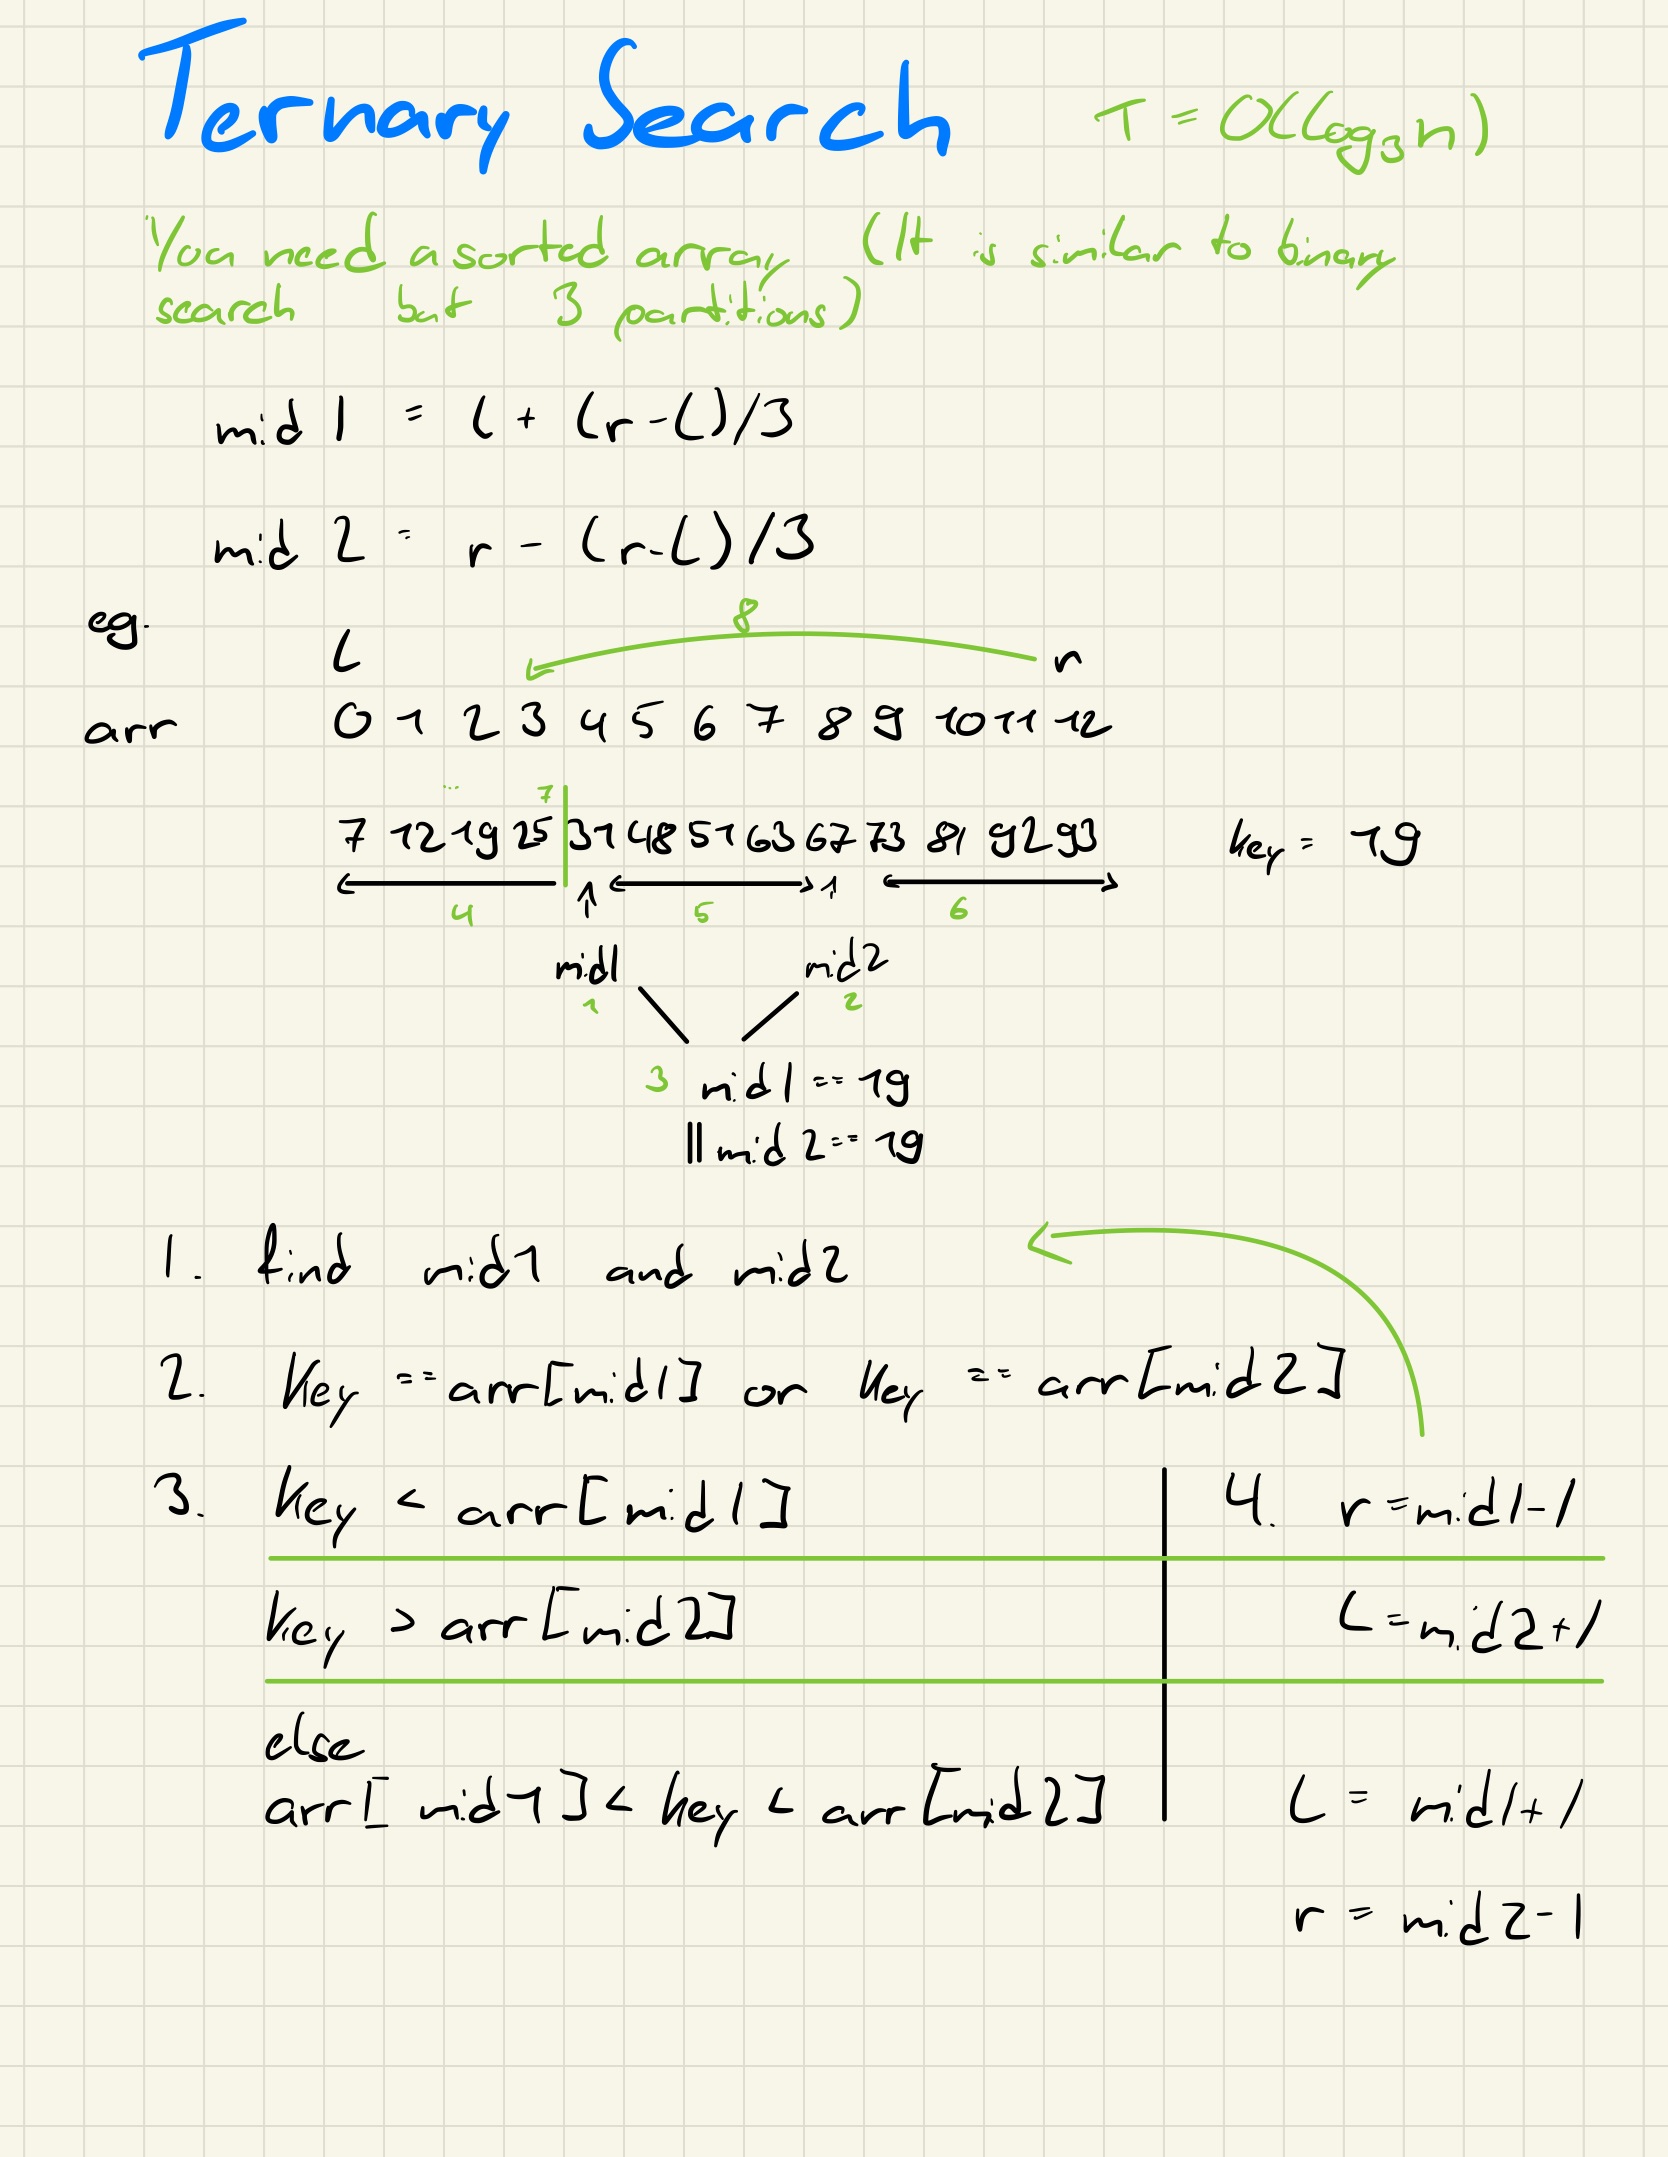 Ternary Search T = O(log₃n)
You need a sorted array (It is similar to binary
search but 3 partitions)
mid 1 = l + (r-l)/3
mid 2 = r - (r-l)/3
eg.
8
l r
arr 0 1 2 3 4 5 6 7 8 9 10 11 12
... 7
7 12 19 25 31 48 51 63 67 73 81 92 93 key = 19
4 5 6
mid1 mid2
1 2
3 mid1 == 19
|| mid 2 == 19
1. find mid1 and mid2
2. Key == arr[mid1] or key == arr[mid2]
3. key < arr[mid1] 4. r = mid1-1
key > arr[mid2] l = mid2+1
else
arr[mid1] < key < arr[mid2] l = mid1+1
r = mid2-1